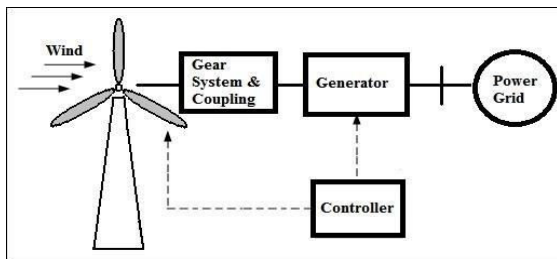 Wind
Gear
System &
Coupling
Generator
Power
Grid
Controller